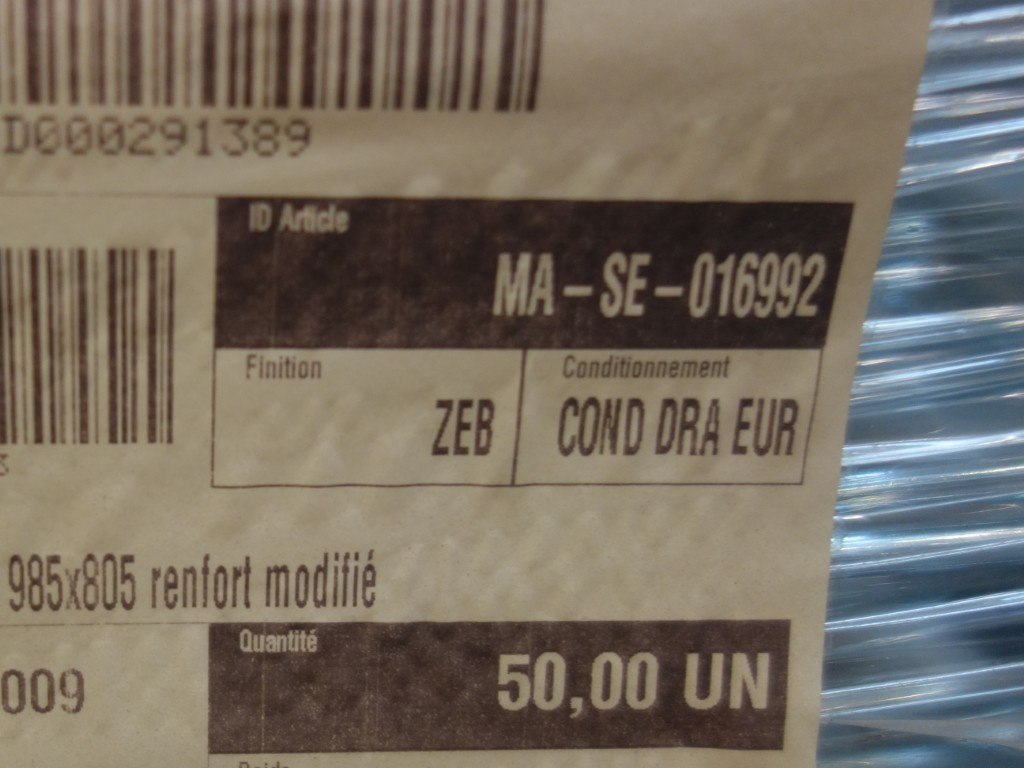 D000291389
ID Article
MA-SE-016992
Finition
Conditionnement
ZEB
COND DRA EUR
985x805 renfort modifié
Quantité
009
50,00 UN